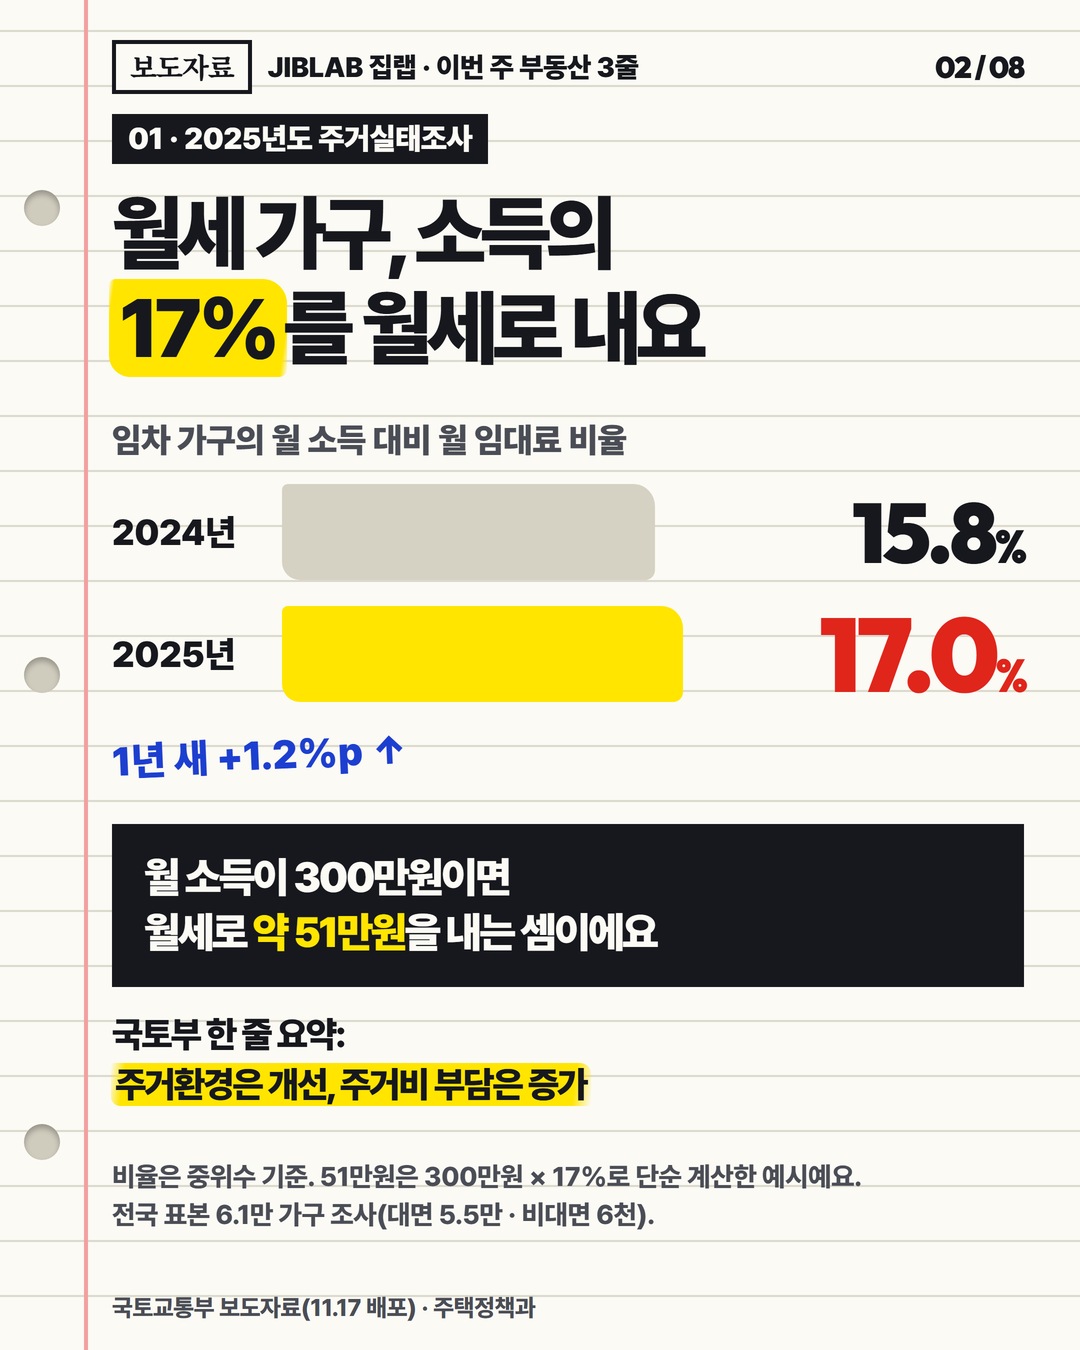 보도자료 JIBLAB 집랩 · 이번 주 부동산 3줄 02 / 08
01 · 2025년도 주거실태조사
월세 가구, 소득의
17%를 월세로 내요
임차 가구의 월 소득 대비 월 임대료 비율
2024년 15.8%
2025년 17.0%
1년 새 +1.2%p ↑
월 소득이 300만원이면
월세로 약 51만원을 내는 셈이에요
국토부 한 줄 요약:
주거환경은 개선, 주거비 부담은 증가
비율은 중위수 기준. 51만원은 300만원 × 17%로 단순 계산한 예시예요.
전국 표본 6.1만 가구 조사(대면 5.5만 · 비대면 6천).
국토교통부 보도자료(11.17 배포) · 주택정책과